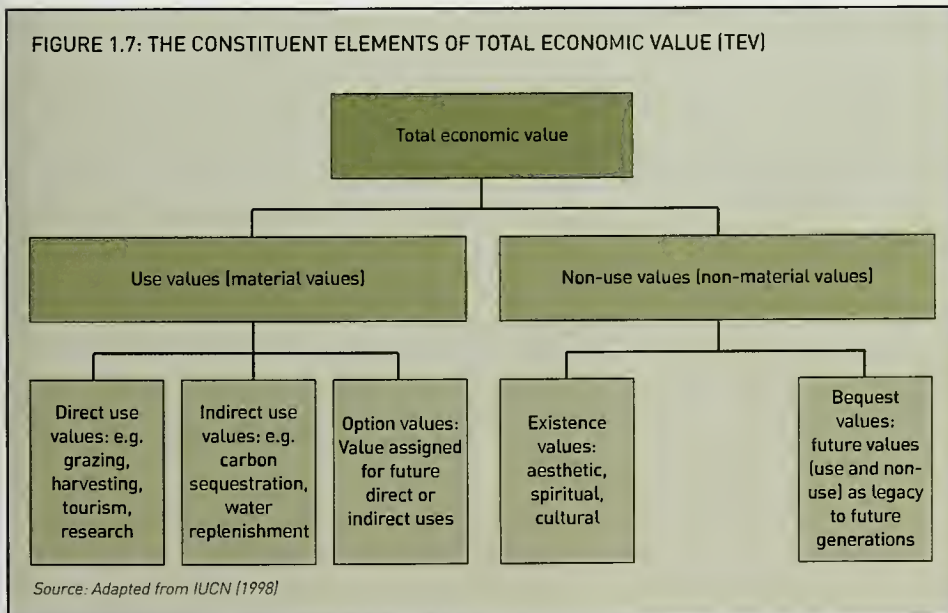 FIGURE 1.7: THE CONSTITUENT ELEMENTS OF TOTAL ECONOMIC VALUE (TEV)
Total economic value
Use values (material values)
Non-use values (non-material values)
Direct use
values: e.g.
grazing,
harvesting,
tourism,
research
Indirect use
values: e.g.
carbon
sequestration,
water
replenishment
Option values:
Value assigned
for future
direct or
indirect uses
Existence
values:
aesthetic,
spiritual,
cultural
Bequest
values:
future values
(use and non-
use) as legacy
to future
generations
Source: Adapted from IUCN (1998)